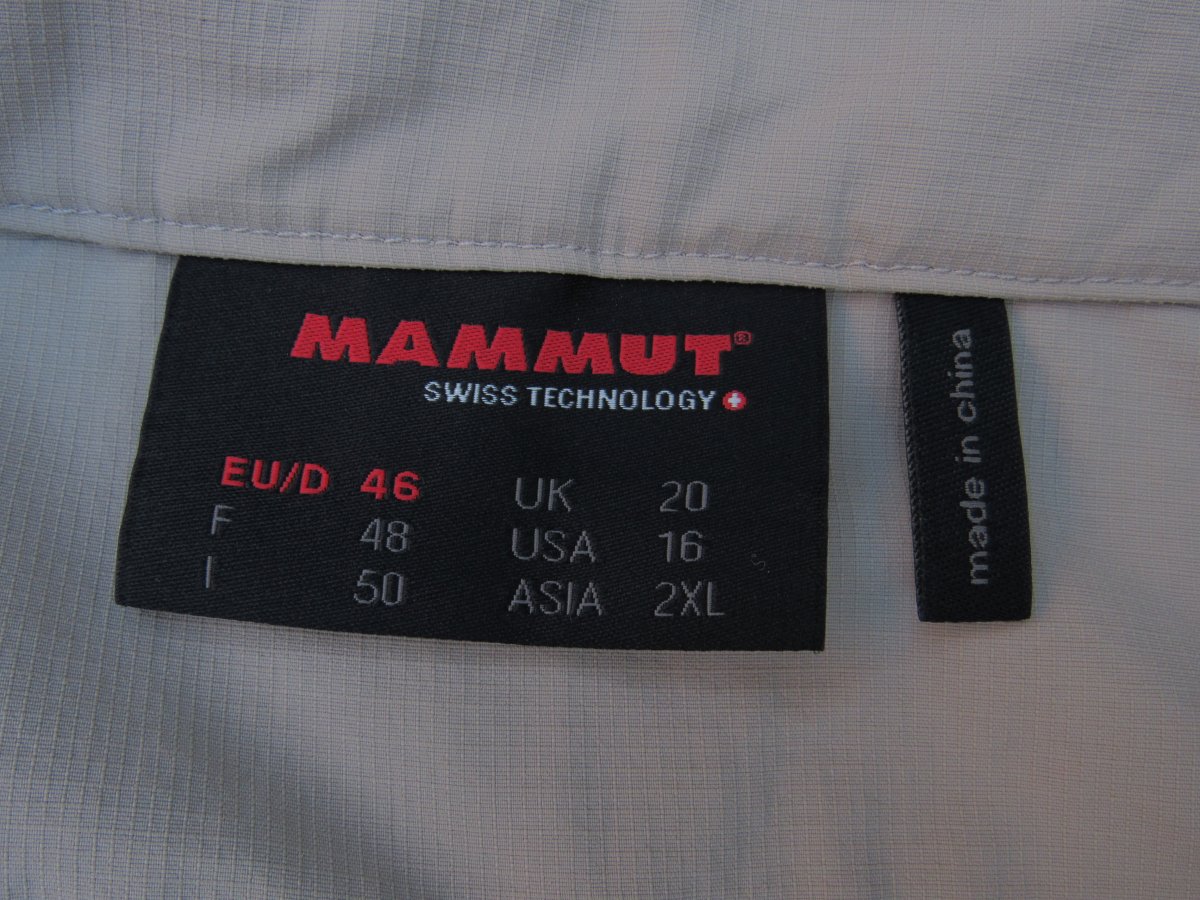 MAMMUT®
SWISS TECHNOLOGY
EU/D 46 UK 20
F 48 USA 16
I 50 ASIA 2XL
made in china